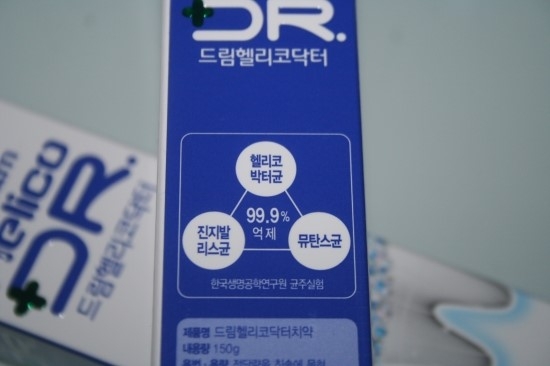 DR.
드림헬리코닥터
헬리코
박터균
99.9%
억제
진지발
리스균
뮤탄스균
한국생명공학연구원 균주실험
제품명 드림헬리코닥터치약
내용량 150g
elico
DR.
드림헬리코닥터